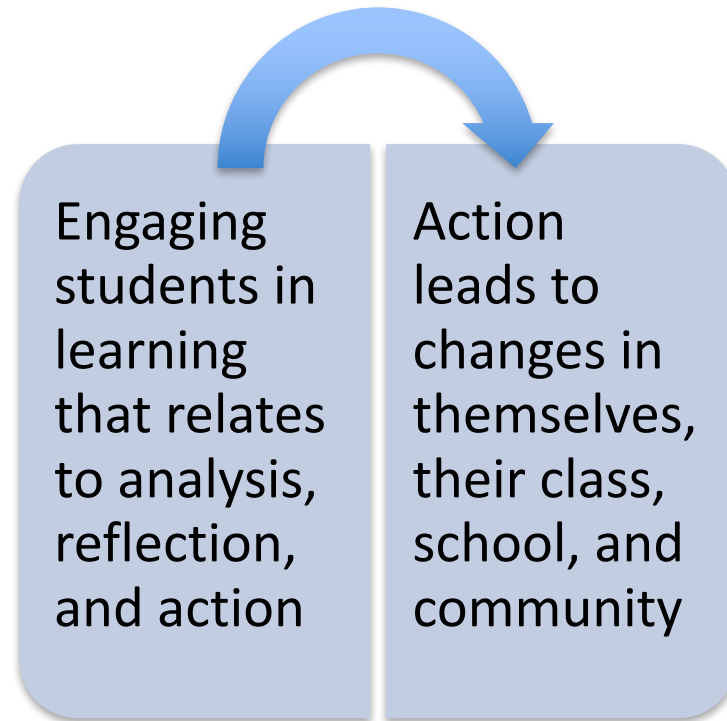 Engaging
students in
learning
that relates
to analysis,
reflection,
and action
Action
leads to
changes in
themselves,
their class,
school, and
community